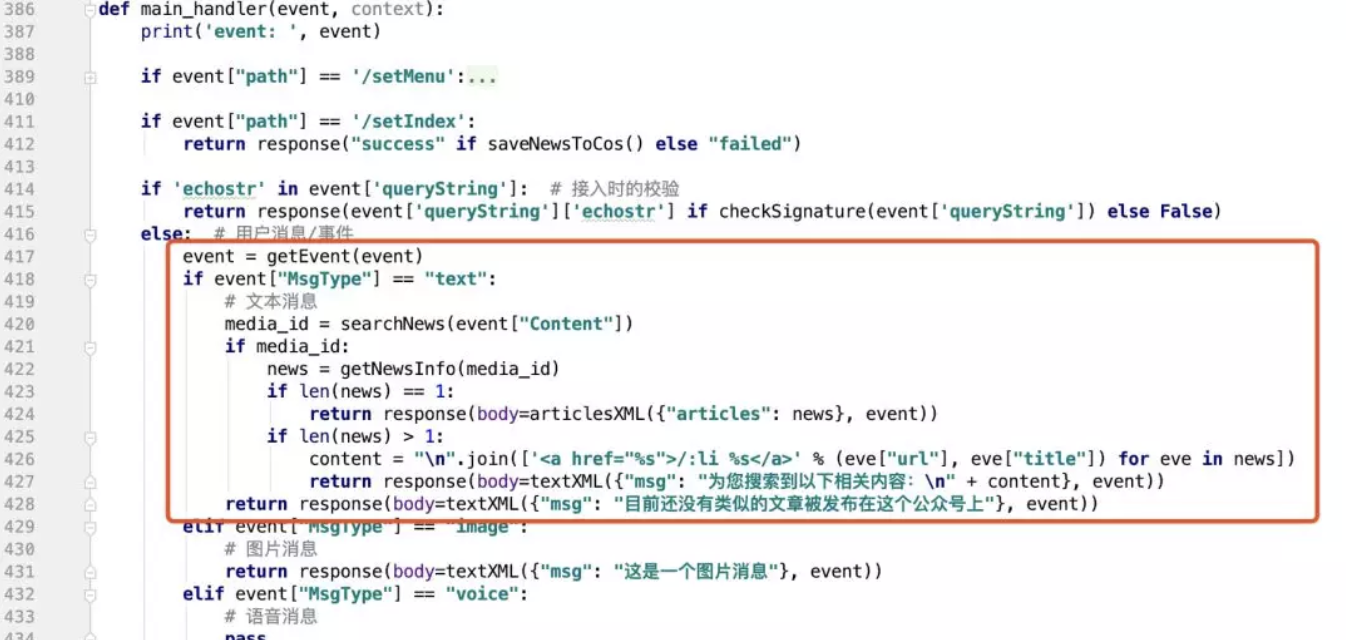 386 def main_handler(event, context):
387     print('event: ', event)
388
389     if event["path"] == '/setMenu':...
410
411     if event["path"] == '/setIndex':
412         return response("success" if saveNewsToCos() else "failed")
413
414     if 'echostr' in event['queryString']:  # 接入时的校验
415         return response(event['queryString']['echostr'] if checkSignature(event['queryString']) else False)
416     else:  # 用户消息/事件
417         event = getEvent(event)
418         if event["MsgType"] == "text":
419             # 文本消息
420             media_id = searchNews(event["Content"])
421             if media_id:
422                 news = getNewsInfo(media_id)
423                 if len(news) == 1:
424                     return response(body=articlesXML({"articles": news}, event))
425                 if len(news) > 1:
426                     content = "\n".join(['<a href="%s">/:li %s</a>' % (eve["url"], eve["title"]) for eve in news])
427                     return response(body=textXML({"msg": "为您搜索到以下相关内容：\n" + content}, event))
428             return response(body=textXML({"msg": "目前还没有类似的文章被发布在这个公众号上"}, event))
429         elif event["MsgType"] == "image":
430             # 图片消息
431             return response(body=textXML({"msg": "这是一个图片消息"}, event))
432         elif event["MsgType"] == "voice":
433             # 语音消息
434             pass